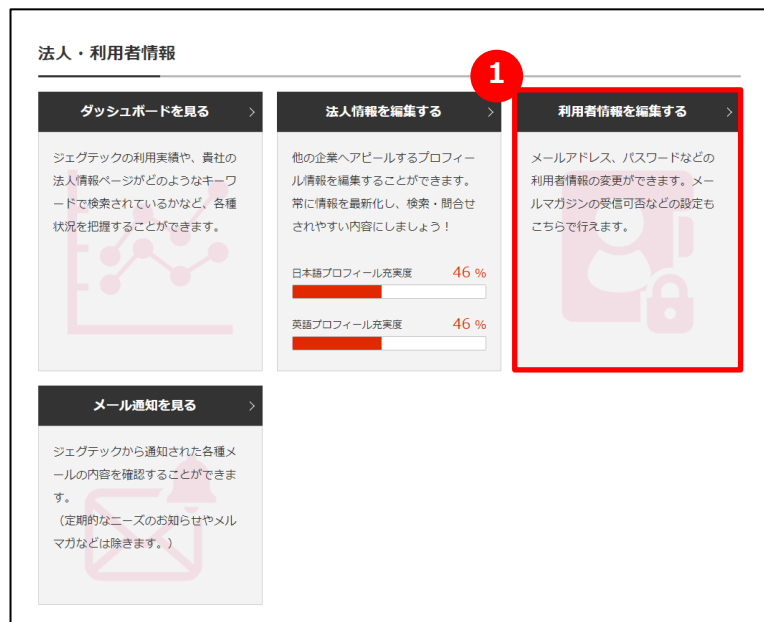 法人・利用者情報
1
ダッシュボードを見る
ジェグテックの利用実績や、貴社の
法人情報ページがどのようなキーワ
ードで検索されているかなど、各種
状況を把握することができます。
法人情報を編集する
他の企業へアピールするプロフィー
ル情報を編集することができます。
常に情報を最新化し、検索・問合せ
されやすい内容にしましょう！
日本語プロフィール充実度 46 %
英語プロフィール充実度 46 %
利用者情報を編集する
メールアドレス、パスワードなどの
利用者情報の変更ができます。メー
ルマガジンの受信可否などの設定も
こちらで行えます。
メール通知を見る
ジェグテックから通知された各種メ
ールの内容を確認することができま
す。
（定期的なニーズのお知らせやメル
マガなどは除きます。）